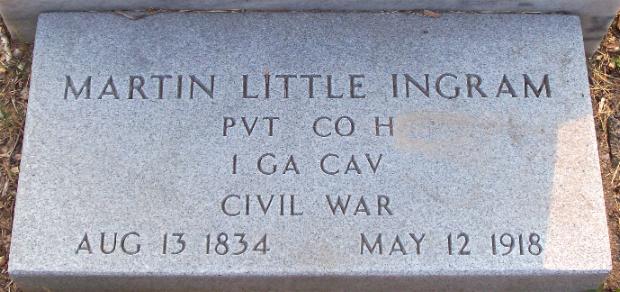 MARTIN LITTLE INGRAM
PVT CO H
1 GA CAV
CIVIL WAR
AUG 13 1834 MAY 12 1918